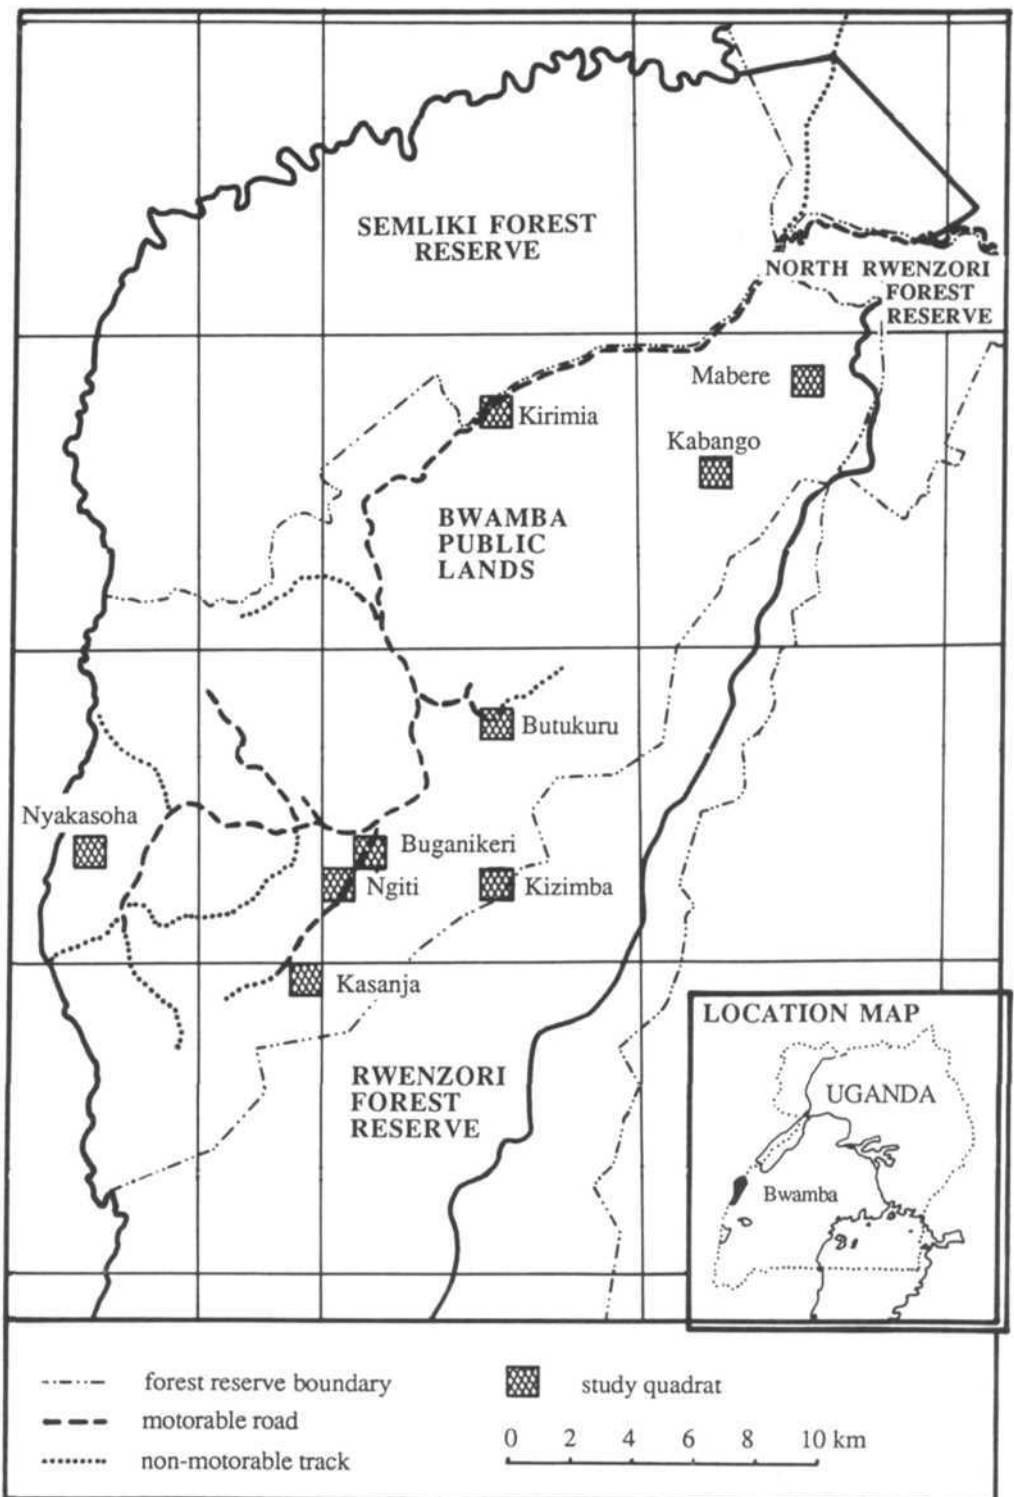 SEMLIKI FOREST
RESERVE
NORTH RWENZORI
FOREST
RESERVE
Mabere
Kirimia
Kabango
BWAMBA
PUBLIC
LANDS
Butukuru
Nyakasoha
Buganikeri
Ngiti
Kizimba
Kasanja
LOCATION MAP
RWENZORI
FOREST
RESERVE
UGANDA
Bwamba
forest reserve boundary
study quadrat
motorable road
0 2 4 6 8 10 km
non-motorable track